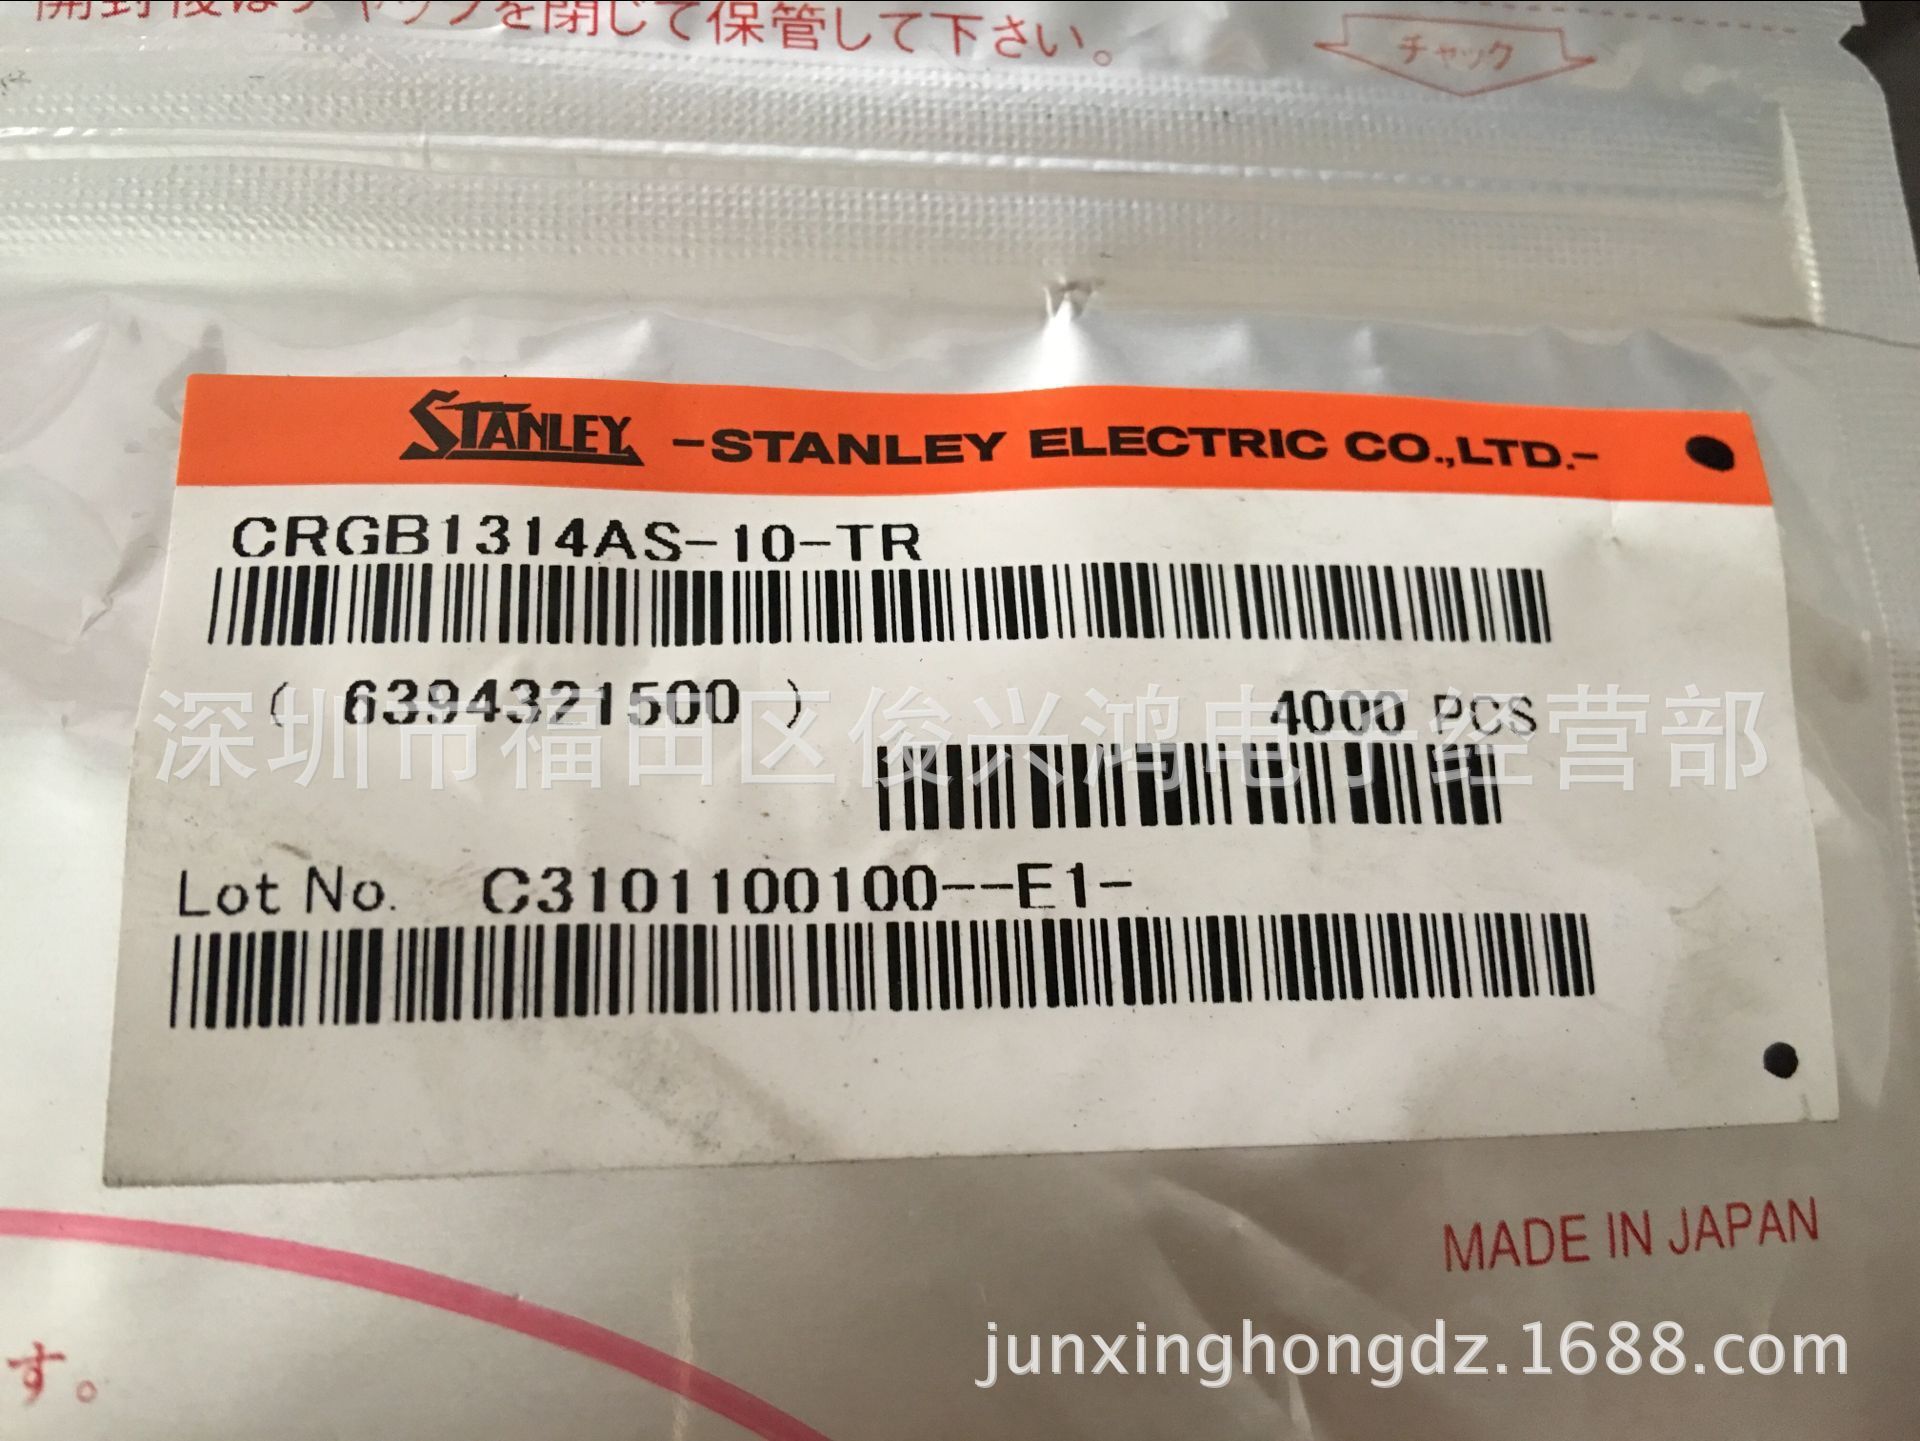 開封後はチャックを閉じて保管して下さい。
チャック
STANLEY -STANLEY ELECTRIC CO.,LTD.-
CRGB1314AS-10-TR
( 6394321500 ) 4000 PCS
深圳市福田区俊兴鸿电子经营部
Lot No. C3101100100--E1-
MADE IN JAPAN
junxinghongdz.1688.com
す。